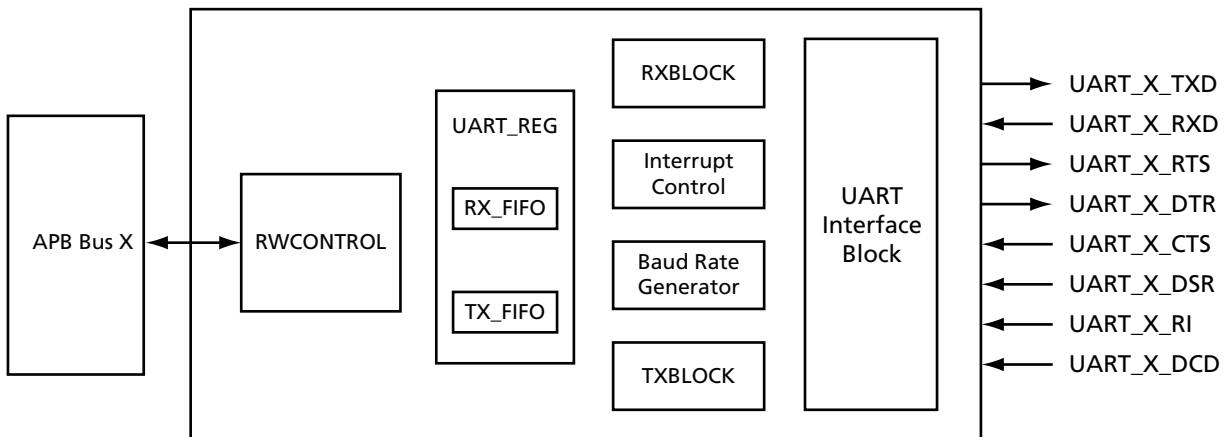 APB Bus X
RWCONTROL
UART_REG
RX_FIFO
TX_FIFO
RXBLOCK
Interrupt
Control
Baud Rate
Generator
TXBLOCK
UART
Interface
Block
UART_X_TXD
UART_X_RXD
UART_X_RTS
UART_X_DTR
UART_X_CTS
UART_X_DSR
UART_X_RI
UART_X_DCD